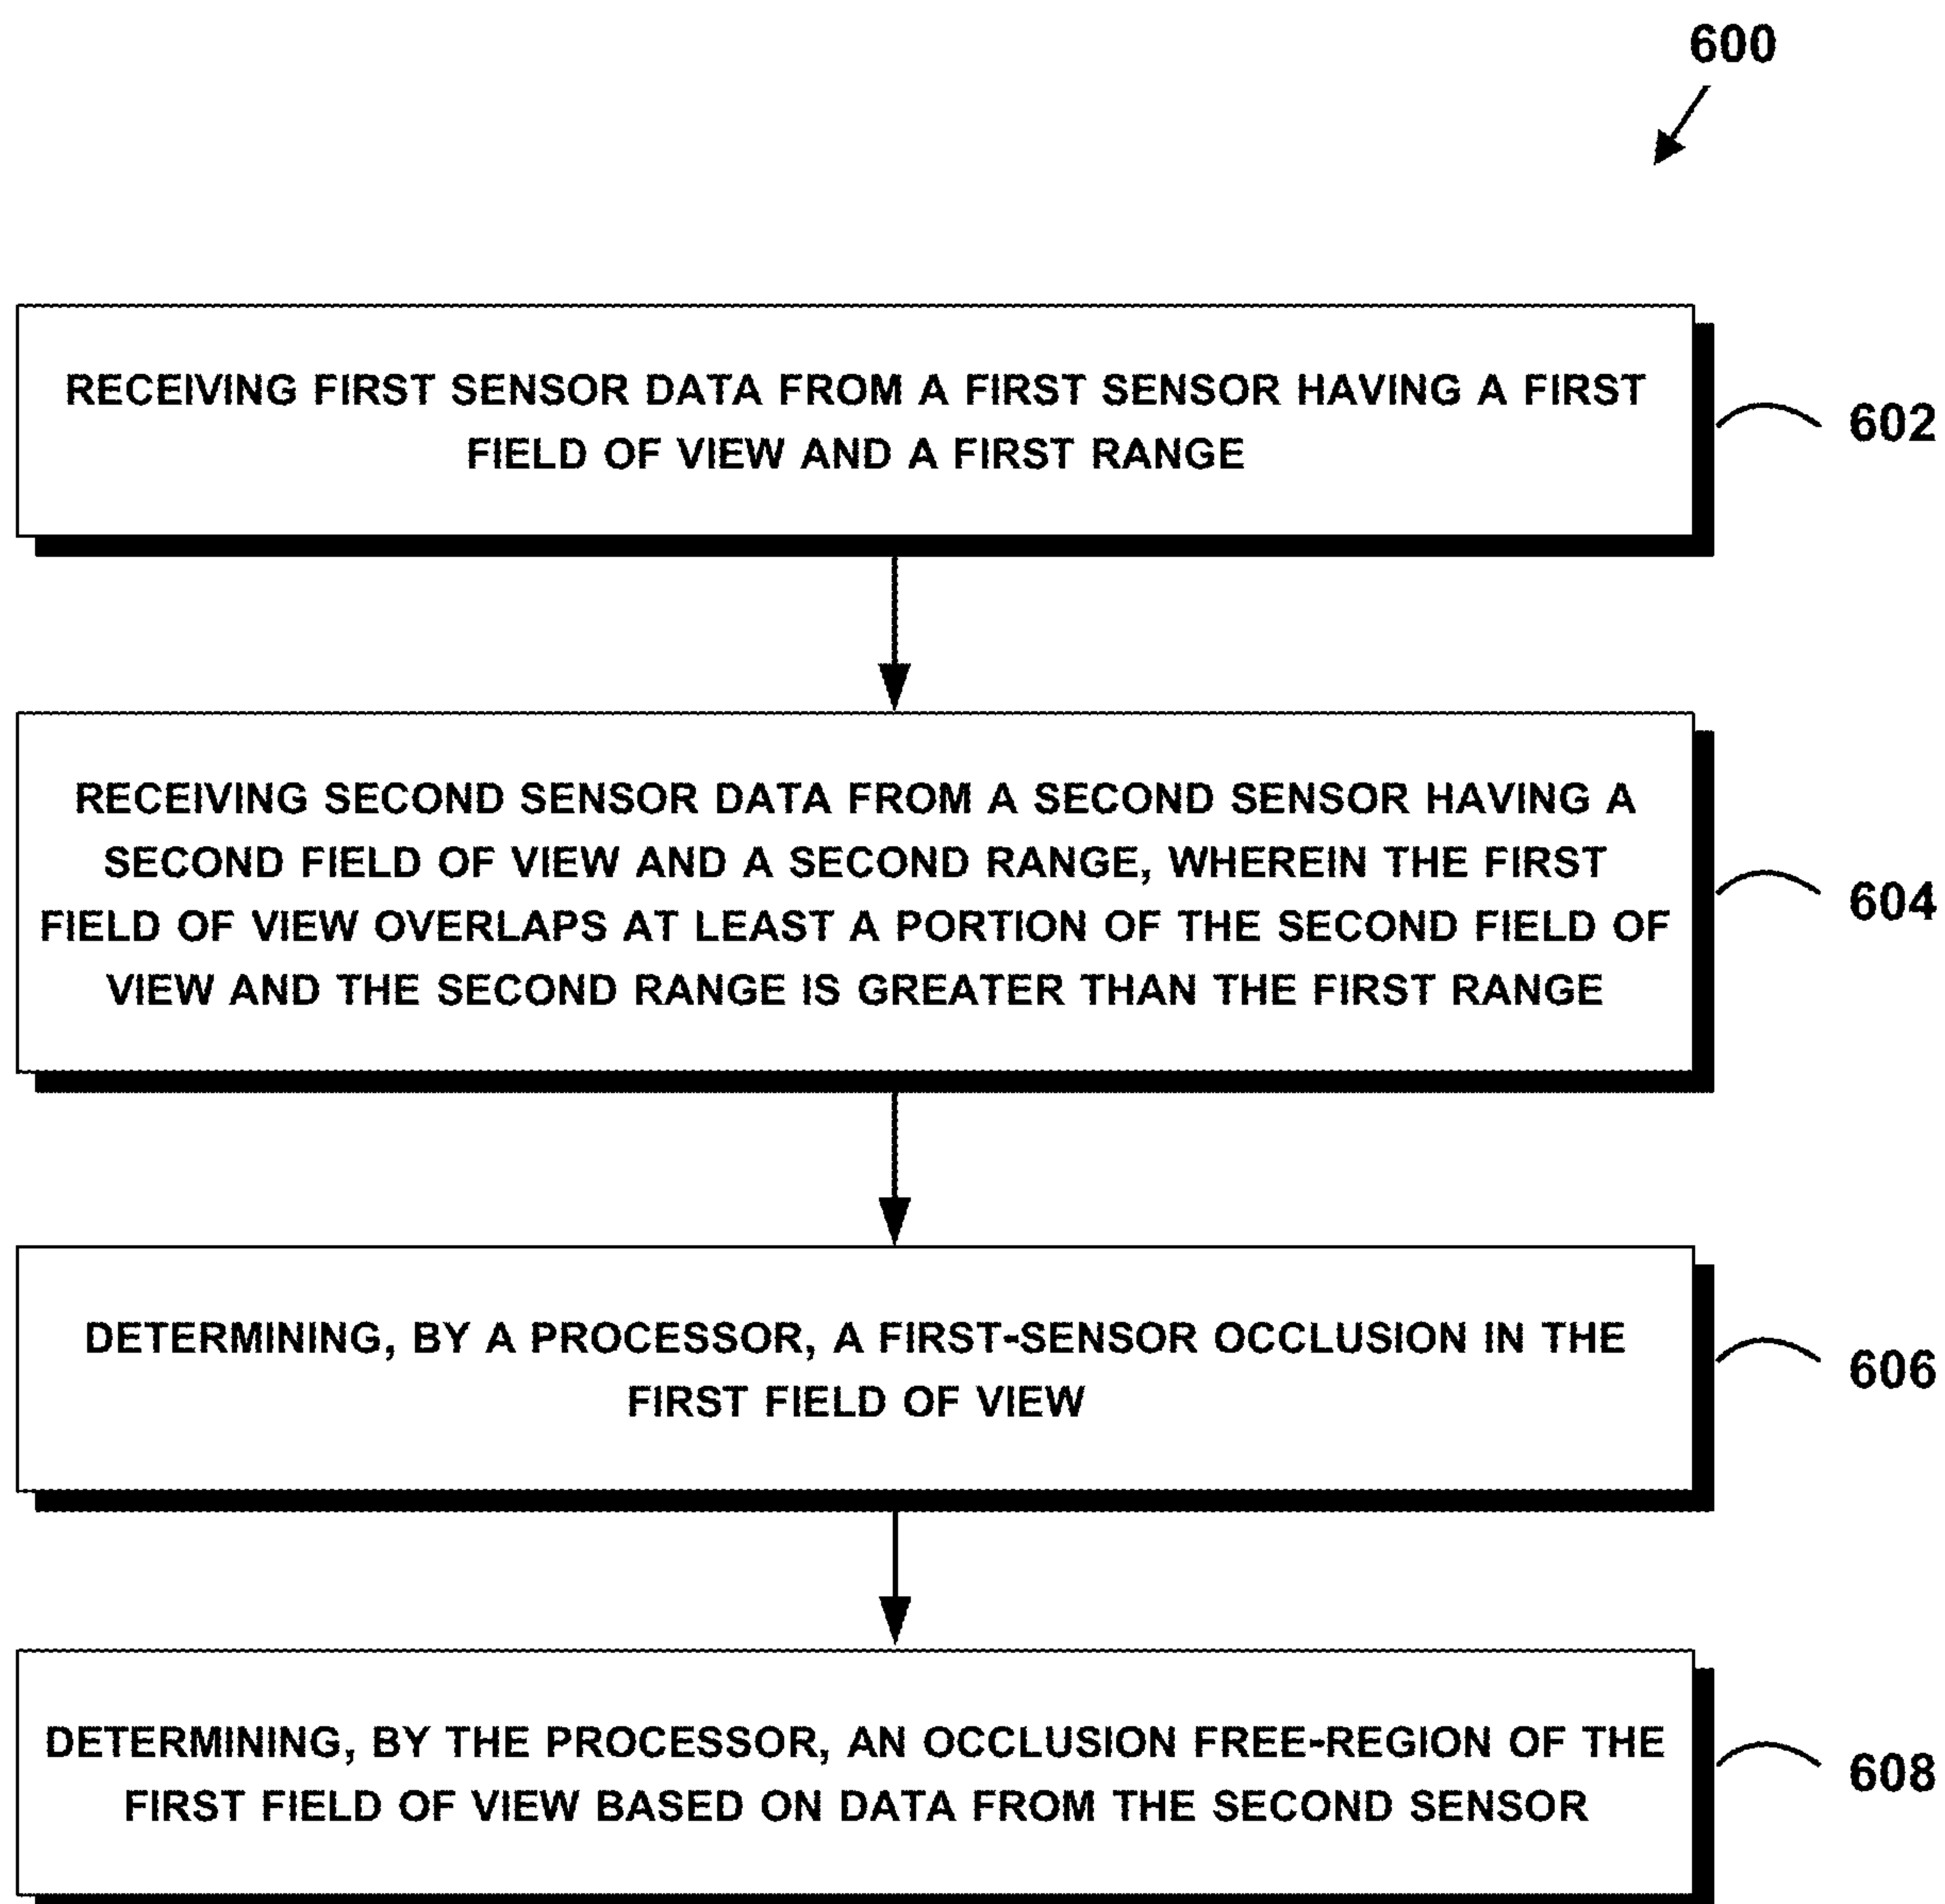 600
RECEIVING FIRST SENSOR DATA FROM A FIRST SENSOR HAVING A FIRST
FIELD OF VIEW AND A FIRST RANGE
602
RECEIVING SECOND SENSOR DATA FROM A SECOND SENSOR HAVING A
SECOND FIELD OF VIEW AND A SECOND RANGE, WHEREIN THE FIRST
FIELD OF VIEW OVERLAPS AT LEAST A PORTION OF THE SECOND FIELD OF
VIEW AND THE SECOND RANGE IS GREATER THAN THE FIRST RANGE
604
DETERMINING, BY A PROCESSOR, A FIRST-SENSOR OCCLUSION IN THE
FIRST FIELD OF VIEW
606
DETERMINING, BY THE PROCESSOR, AN OCCLUSION FREE-REGION OF THE
FIRST FIELD OF VIEW BASED ON DATA FROM THE SECOND SENSOR
608